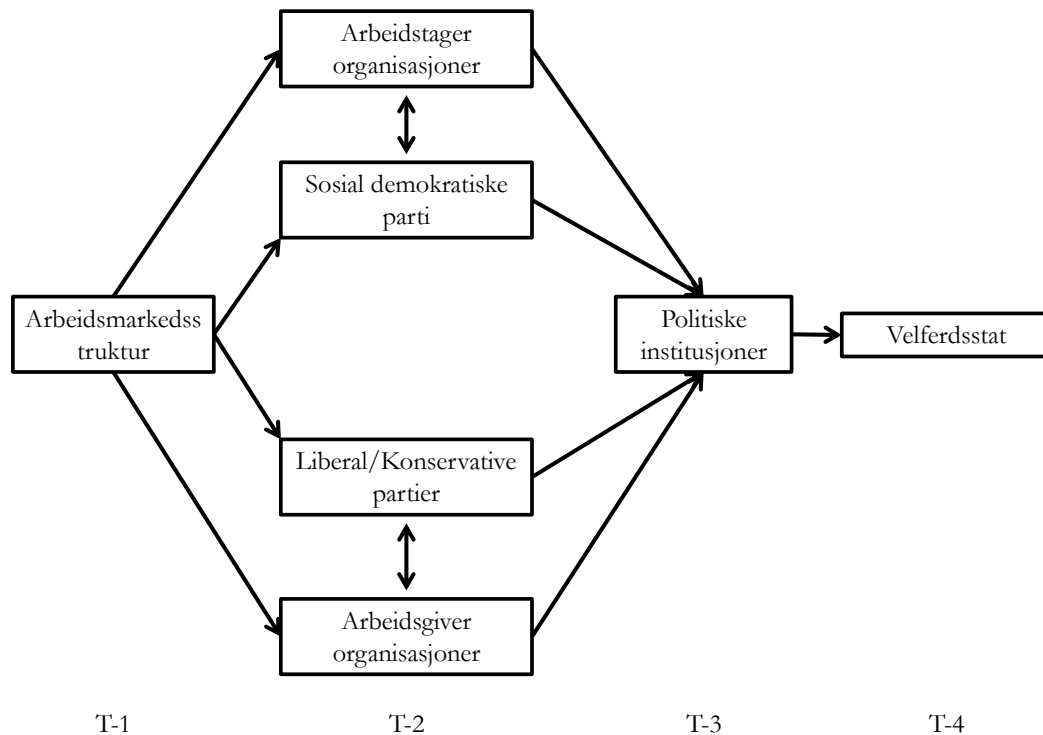 Arbeidstager
organisasjoner
Sosial demokratiske
parti
Arbeidsmarkedss
truktur
Politiske
institusjoner
Velferdsstat
Liberal/Konservative
partier
Arbeidsgiver
organisasjoner
T-1
T-2
T-3
T-4